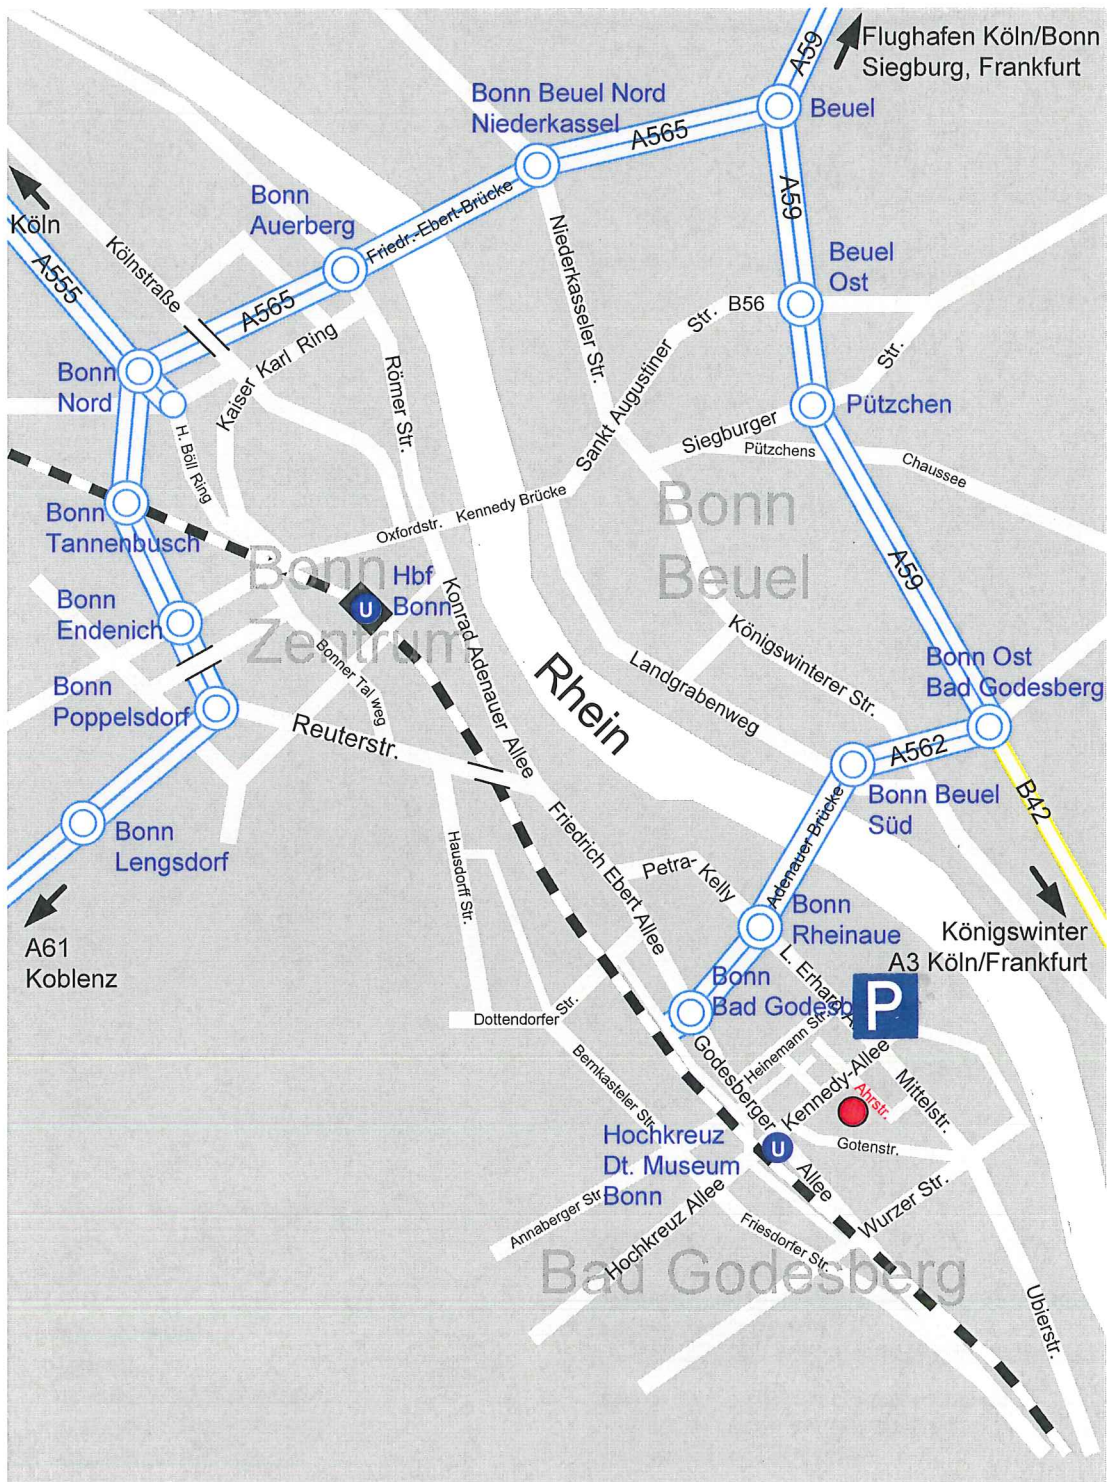 A59
Flughafen Köln/Bonn
Siegburg, Frankfurt
Bonn Beuel Nord
Niederkassel
A565
Beuel
Köln
Bonn
Auerberg
Friedr.-Ebert-Brücke
A59
A555
Kölnstraße
A565
Niederkasseler Str.
Beuel
Ost
Str.
B56
Bonn
Nord
Kaiser Karl Ring
Römer Str.
Sankt Augustiner
Str.
Pützchen
H. Böll Ring
Siegburger
Pützchens
Chaussee
Bonn
Tannenbusch
Oxfordstr.
Kennedy Brücke
Bonn
Beuel
A59
Bonn
Zentrum
Hbf
Bonn
U
Bonn
Endenich
Konrad Adenauer Allee
Bonner Tal weg
Rhein
Landgrabenweg
Königswinterer Str.
Bonn Ost
Bad Godesberg
Bonn
Poppelsdorf
Reuterstr.
A562
B42
Bonn Beuel
Süd
Bonn
Lengsdorf
Hausdorff Str.
Friedrich Ebert Allee
Petra- Kelly
Adenauer Brücke
A61
Koblenz
Bonn
Rheinaue
Königswinter
A3 Köln/Frankfurt
L. Erhard A
P
Bonn
Bad Godesb
Dottendorfer
Str.
Bernkasteler Str.
Godesberger
Heinemann Str.
Kennedy-Allee
Mittelstr.
Ahrstr.
Gotenstr.
U
Allee
Hochkreuz
Dt. Museum
Bonn
Annaberger Str.
Hochkreuz Allee
Friesdorfer Str.
Wurzer Str.
Bad Godesberg
Ubierstr.